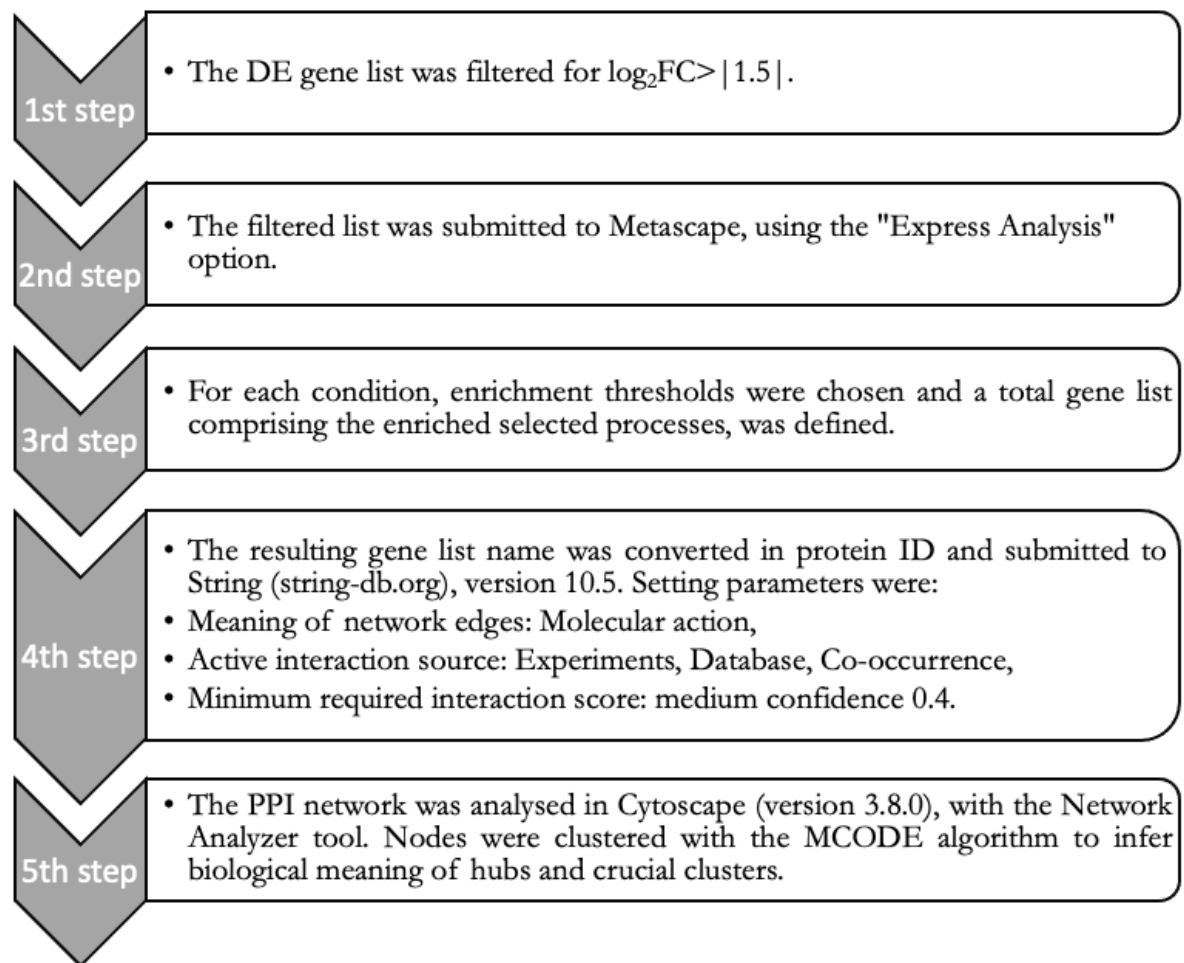 1st step
• The DE gene list was filtered for log₂FC>|1.5|.
2nd step
• The filtered list was submitted to Metascape, using the "Express Analysis"
option.
3rd step
• For each condition, enrichment thresholds were chosen and a total gene list
comprising the enriched selected processes, was defined.
4th step
• The resulting gene list name was converted in protein ID and submitted to
String (string-db.org), version 10.5. Setting parameters were:
• Meaning of network edges: Molecular action,
• Active interaction source: Experiments, Database, Co-occurrence,
• Minimum required interaction score: medium confidence 0.4.
5th step
• The PPI network was analysed in Cytoscape (version 3.8.0), with the Network
Analyzer tool. Nodes were clustered with the MCODE algorithm to infer
biological meaning of hubs and crucial clusters.